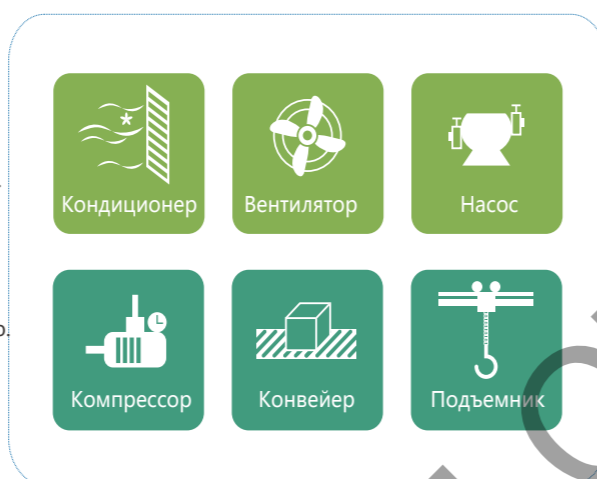 Кондиционер
Вентилятор
Насос
Компрессор
Конвейер
Подъемник